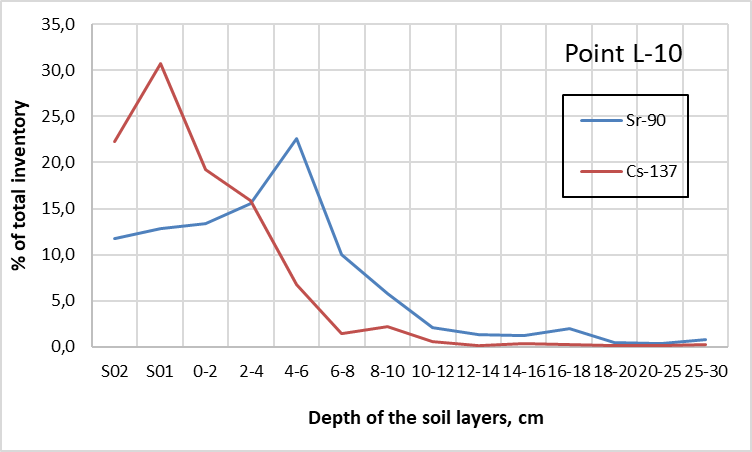 35,0
30,0
25,0
20,0
15,0
10,0
5,0
0,0
% of total inventory
Point L-10
Sr-90
Cs-137
S02 S01 0-2 2-4 4-6 6-8 8-10 10-12 12-14 14-16 16-18 18-20 20-25 25-30
Depth of the soil layers, cm